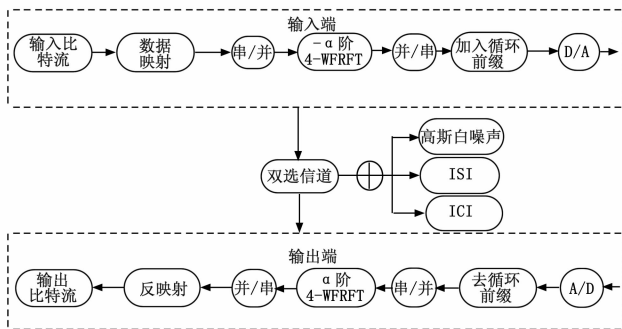 输入端
输入比
特流
数据
映射
串/并
-α阶
4-WFRFT
并/串
加入循环
前缀
D/A
高斯白噪声
双选信道
ISI
ICI
输出端
输出
比特流
反映射
并/串
α阶
4-WFRFT
串/并
去循环
前缀
A/D